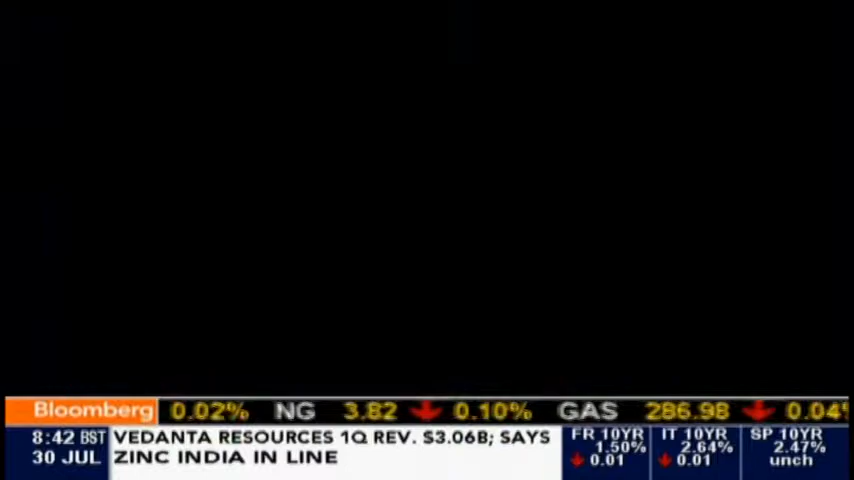 Bloomberg 0.02% NG 3.82 0.10% GAS 286.98 0.04%
8:42 BST
30 JUL
VEDANTA RESOURCES 1Q REV. $3.06B; SAYS
ZINC INDIA IN LINE
FR 10YR
1.50%
0.01
IT 10YR
2.64%
0.01
SP 10YR
2.47%
unch